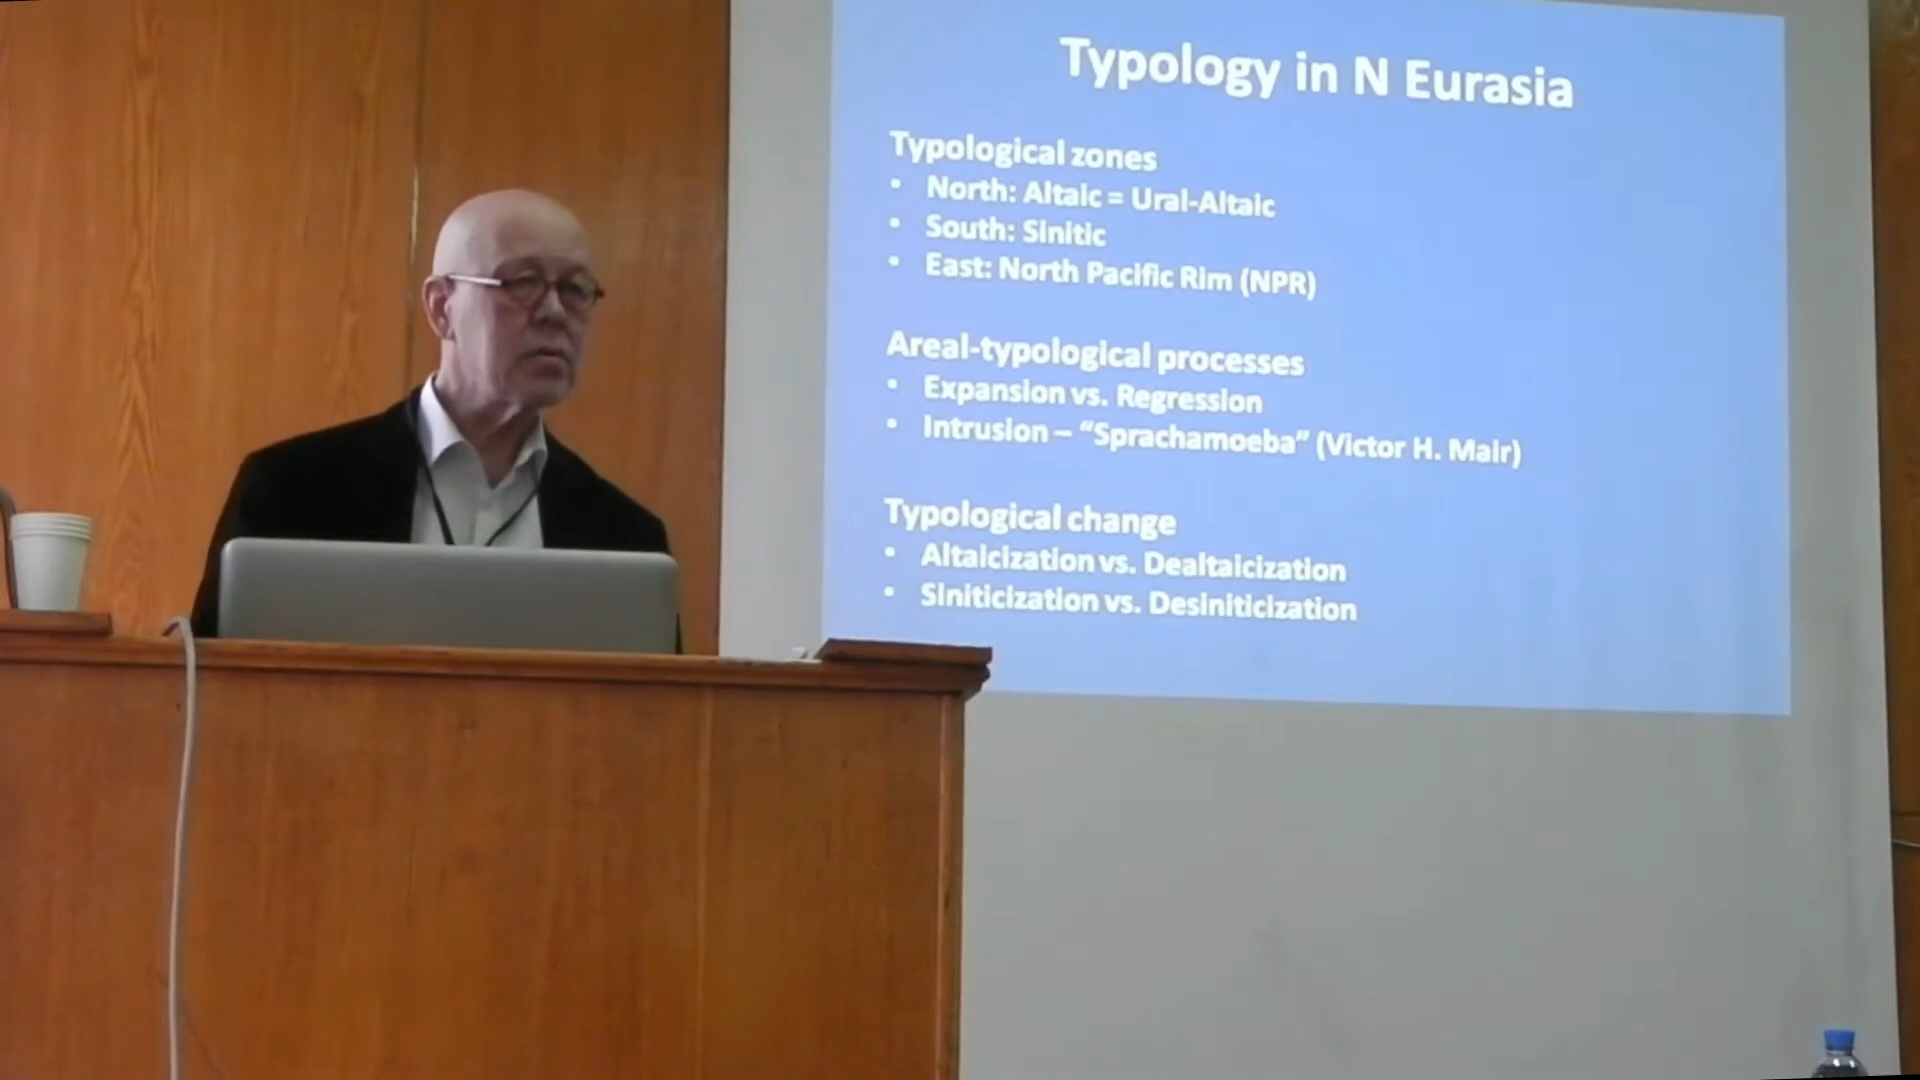 Typology in N Eurasia
Typological zones
• North: Altaic = Ural-Altaic
• South: Sinitic
• East: North Pacific Rim (NPR)
Areal-typological processes
• Expansion vs. Regression
• Intrusion – “Sprachamoeba” (Victor H. Mair)
Typological change
• Altaicization vs. Dealtaicization
• Siniticization vs. Desiniticization